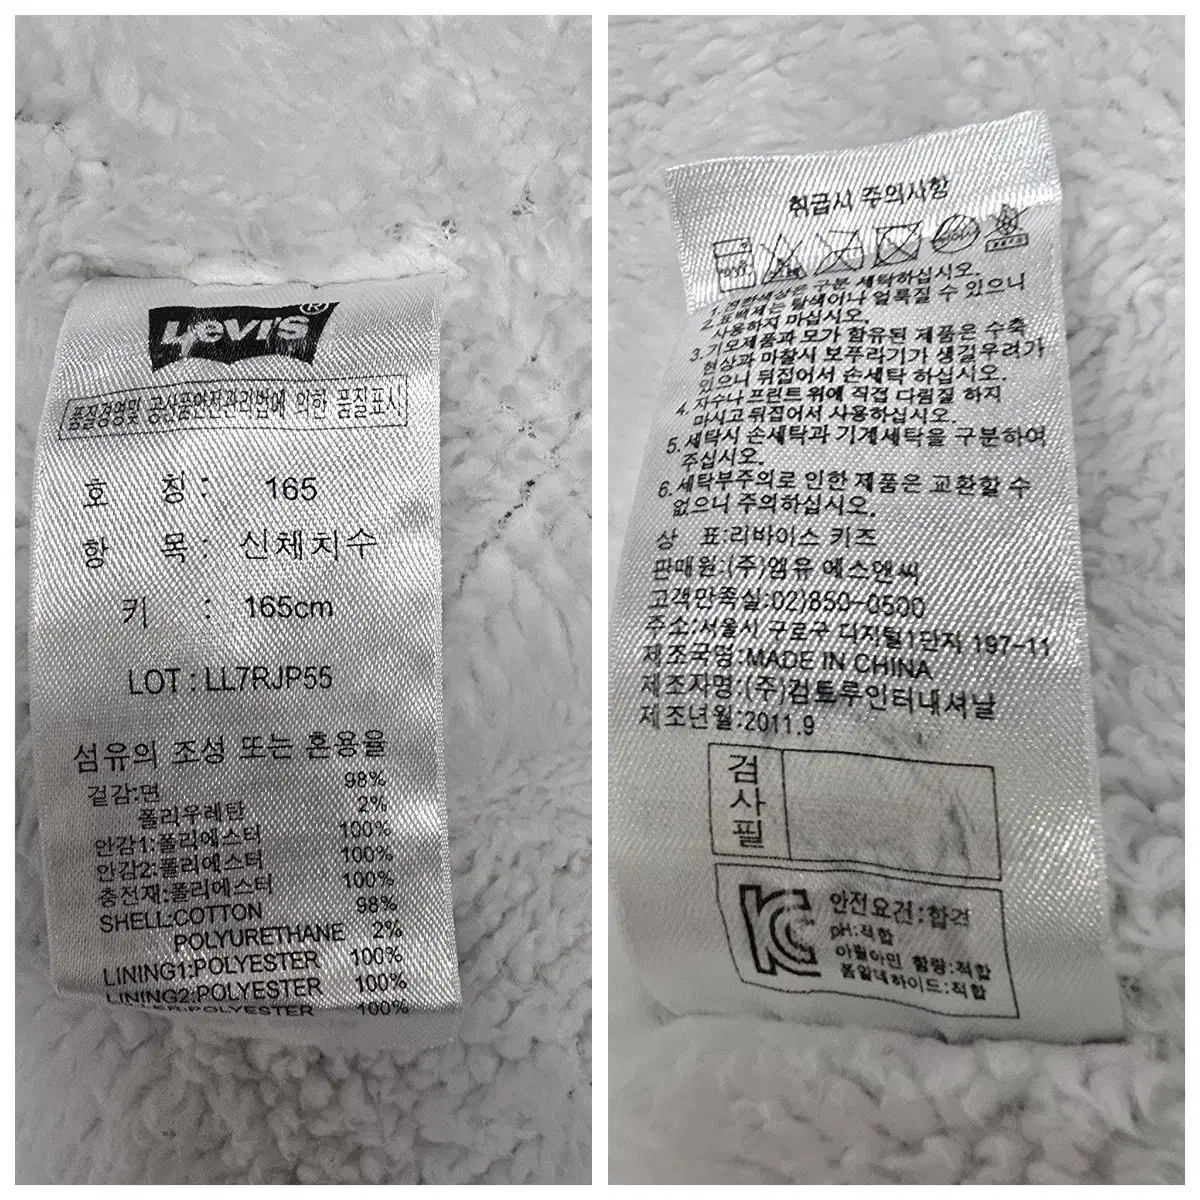 Levi's®
품질경영및 공산품안전관리법에 의한 품질표시
호 칭 : 165
항 목 : 신체치수
키 : 165cm
LOT : LL7RJP55
섬유의 조성 또는 혼용율
겉감:면 98%
폴리우레탄 2%
안감1:폴리에스터 100%
안감2:폴리에스터 100%
충전재:폴리에스터 100%
SHELL:COTTON 98%
POLYURETHANE 2%
LINING1:POLYESTER 100%
LINING2:POLYESTER 100%
POLYESTER 100%
취급시 주의사항
1.진한색상은 구분 세탁하십시오.
2.표백제는 탈색이나 얼룩질 수 있으니
사용하지 마십시오.
3.기모제품과 모가 함유된 제품은 수축
현상과 마찰시 보푸라기가 생길우려가
있으니 뒤집어서 손세탁 하십시오.
4.자수나 프린트 위에 직접 다림질 하지
마시고 뒤집어서 사용하십시오.
5.세탁시 손세탁과 기계세탁을 구분하여
주십시오.
6.세탁부주의로 인한 제품은 교환할 수
없으니 주의하십시오.
상 표:리바이스 키즈
판매원:(주)엠유 에스앤씨
고객만족실:02)850-0500
주소:서울시 구로구 디지털1단지 197-11
제조국명:MADE IN CHINA
제조자명:(주)검트루인터내셔날
제조년월:2011.9
검사필
KC
안전요건:합격
pH:적합
아릴아민 함량:적합
폼알데하이드:적합